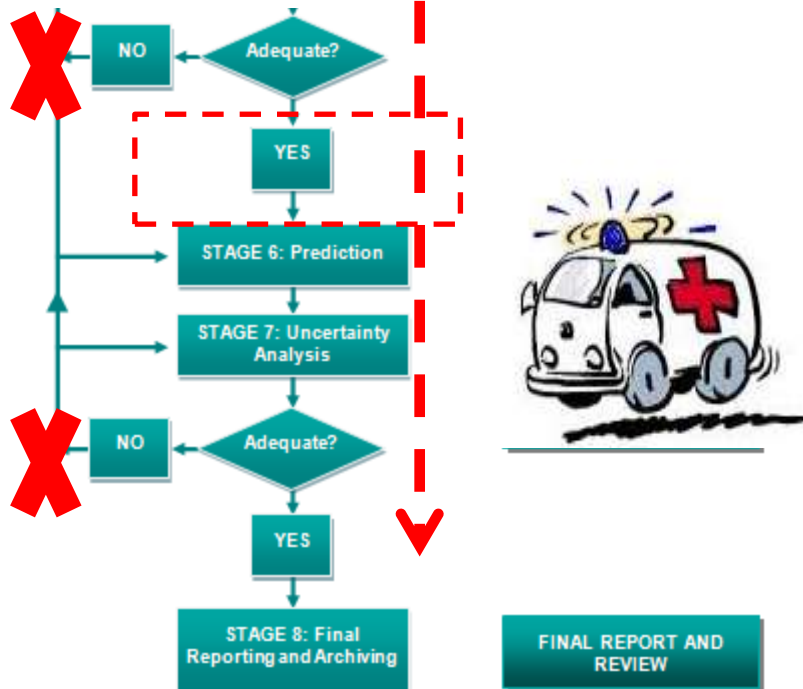 NO
Adequate?
YES
STAGE 6: Prediction
STAGE 7: Uncertainty
Analysis
NO
Adequate?
YES
STAGE 8: Final
Reporting and Archiving
FINAL REPORT AND
REVIEW